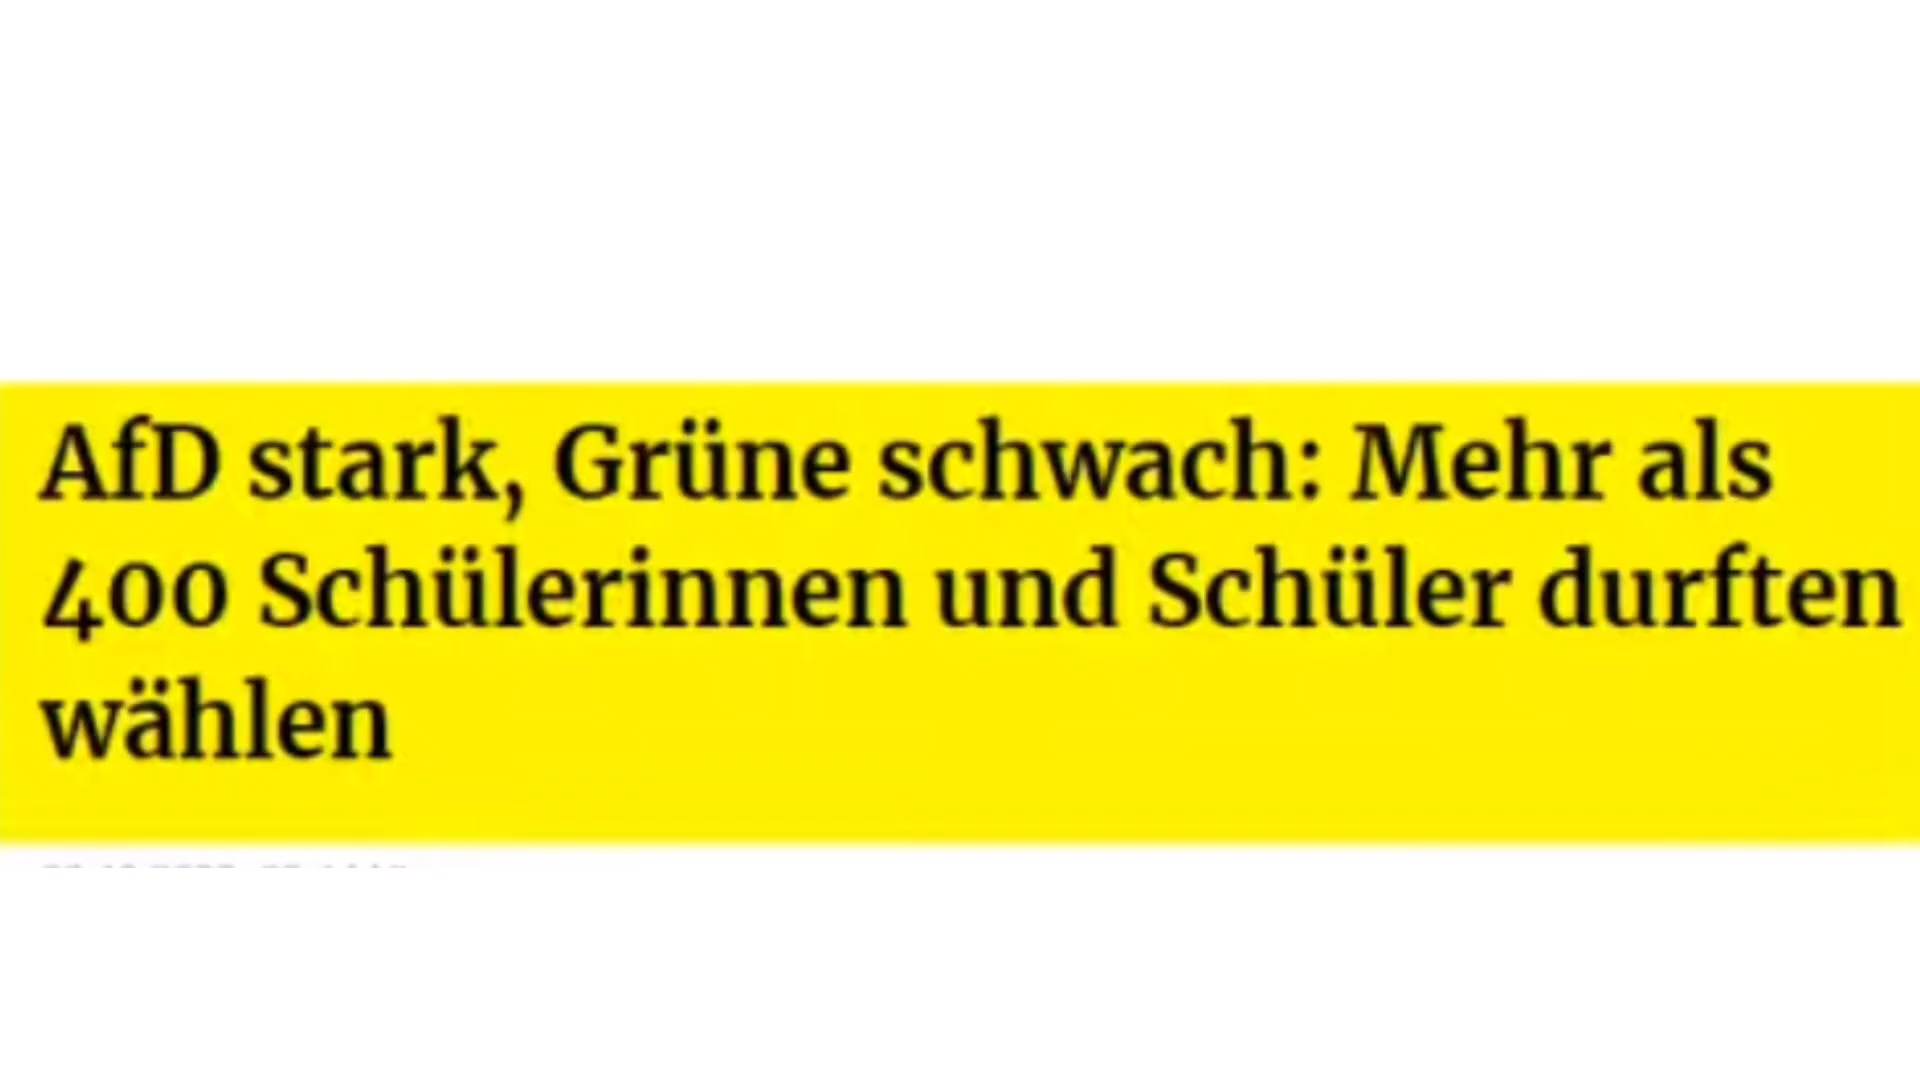 AfD stark, Grüne schwach: Mehr als
400 Schülerinnen und Schüler durften
wählen